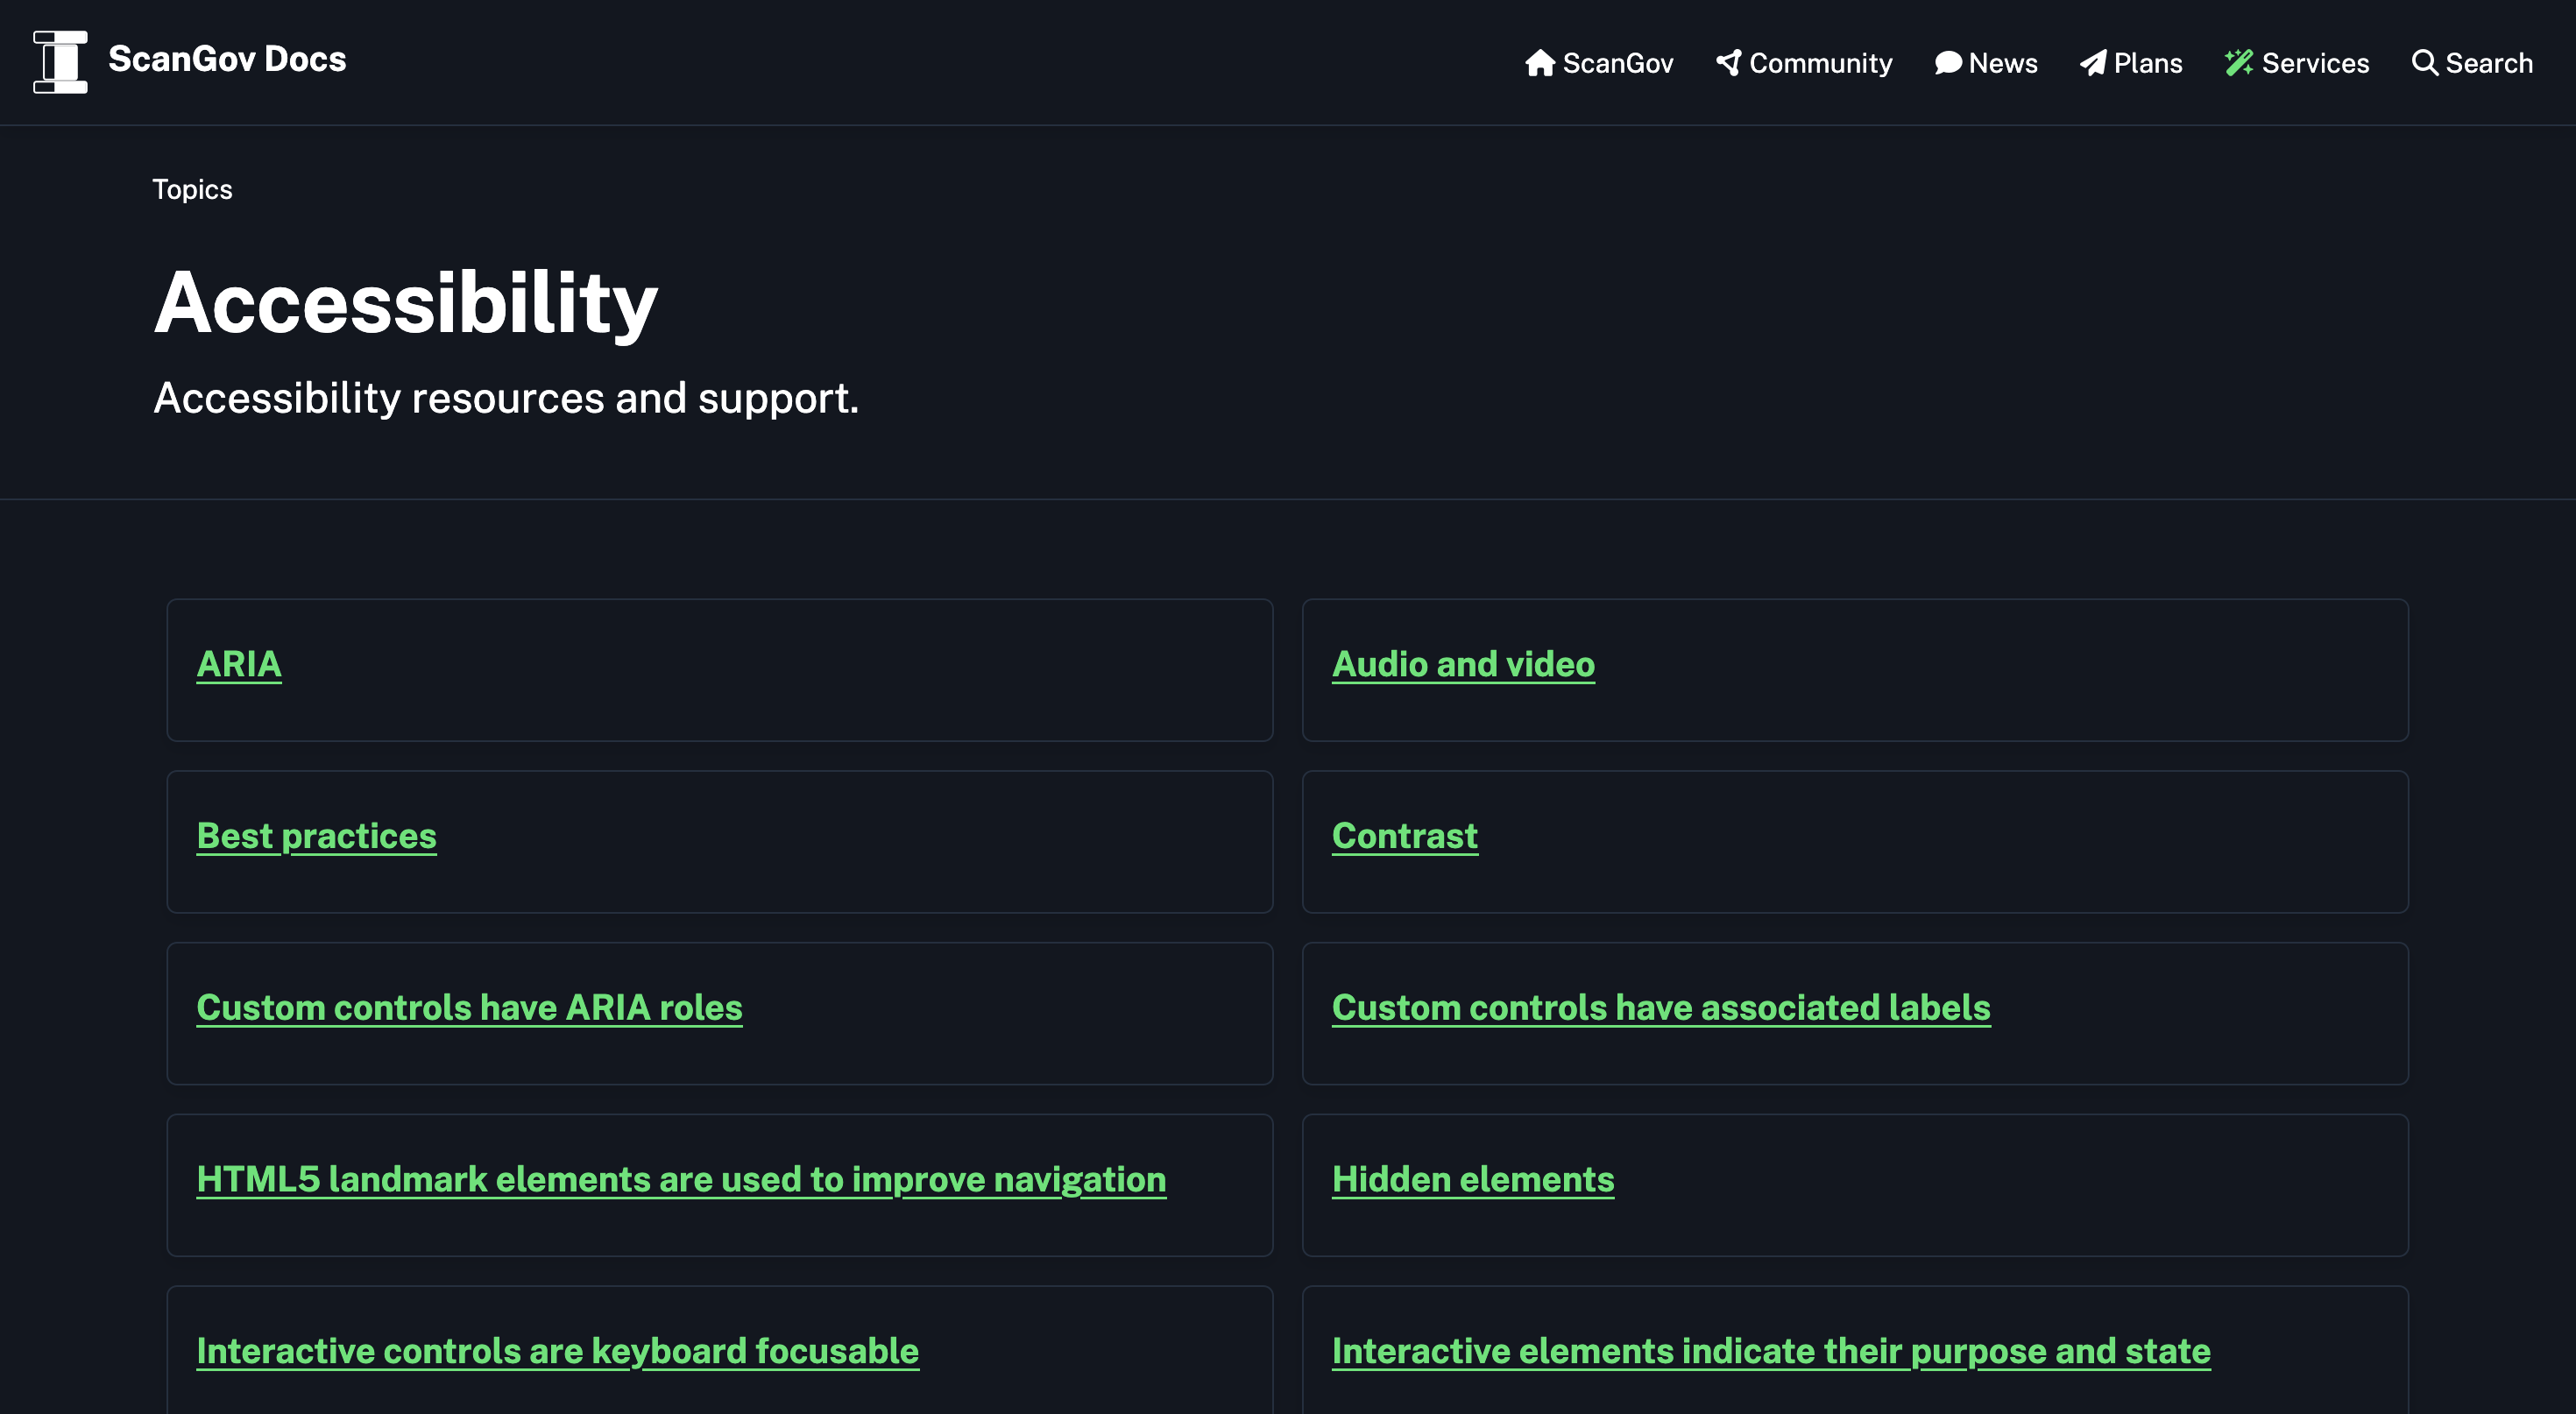 ScanGov Docs
ScanGov Community News Plans Services Search
Topics
Accessibility
Accessibility resources and support.
ARIA
Audio and video
Best practices
Contrast
Custom controls have ARIA roles
Custom controls have associated labels
HTML5 landmark elements are used to improve navigation
Hidden elements
Interactive controls are keyboard focusable
Interactive elements indicate their purpose and state